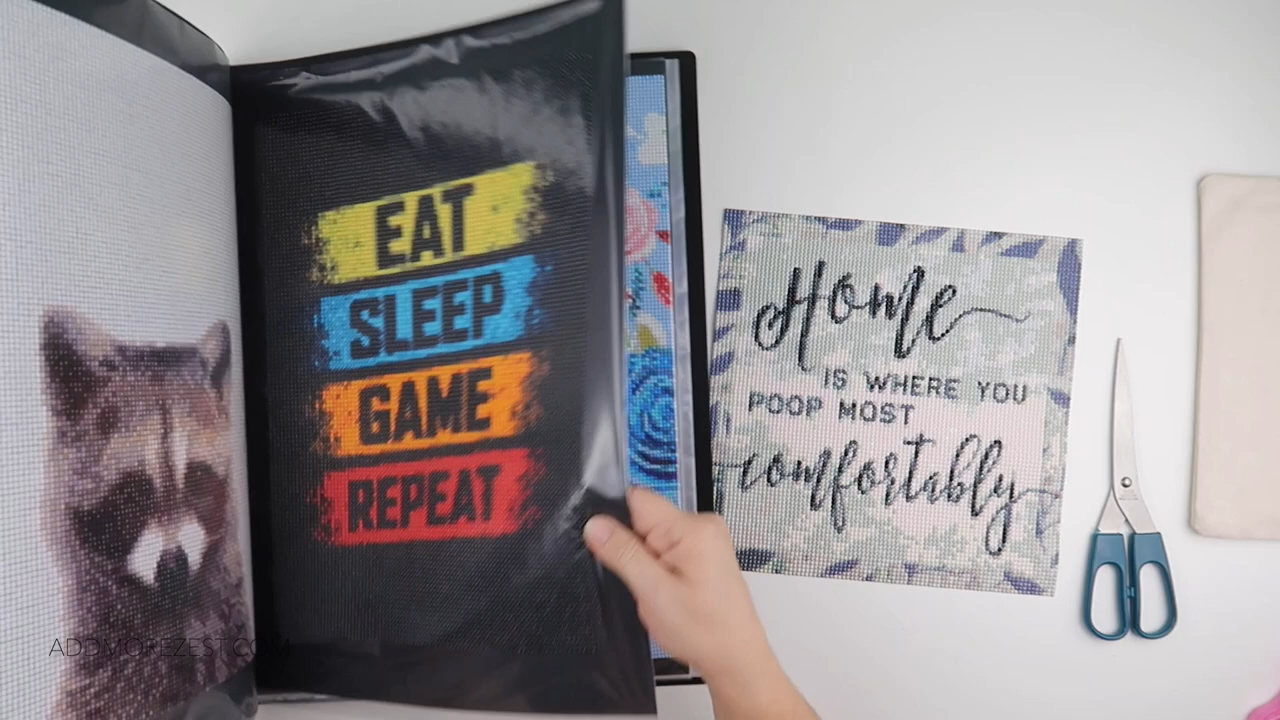 EAT
SLEEP
GAME
REPEAT
Home
IS WHERE YOU
POOP MOST
comfortably
ADDMOREZEST.COM